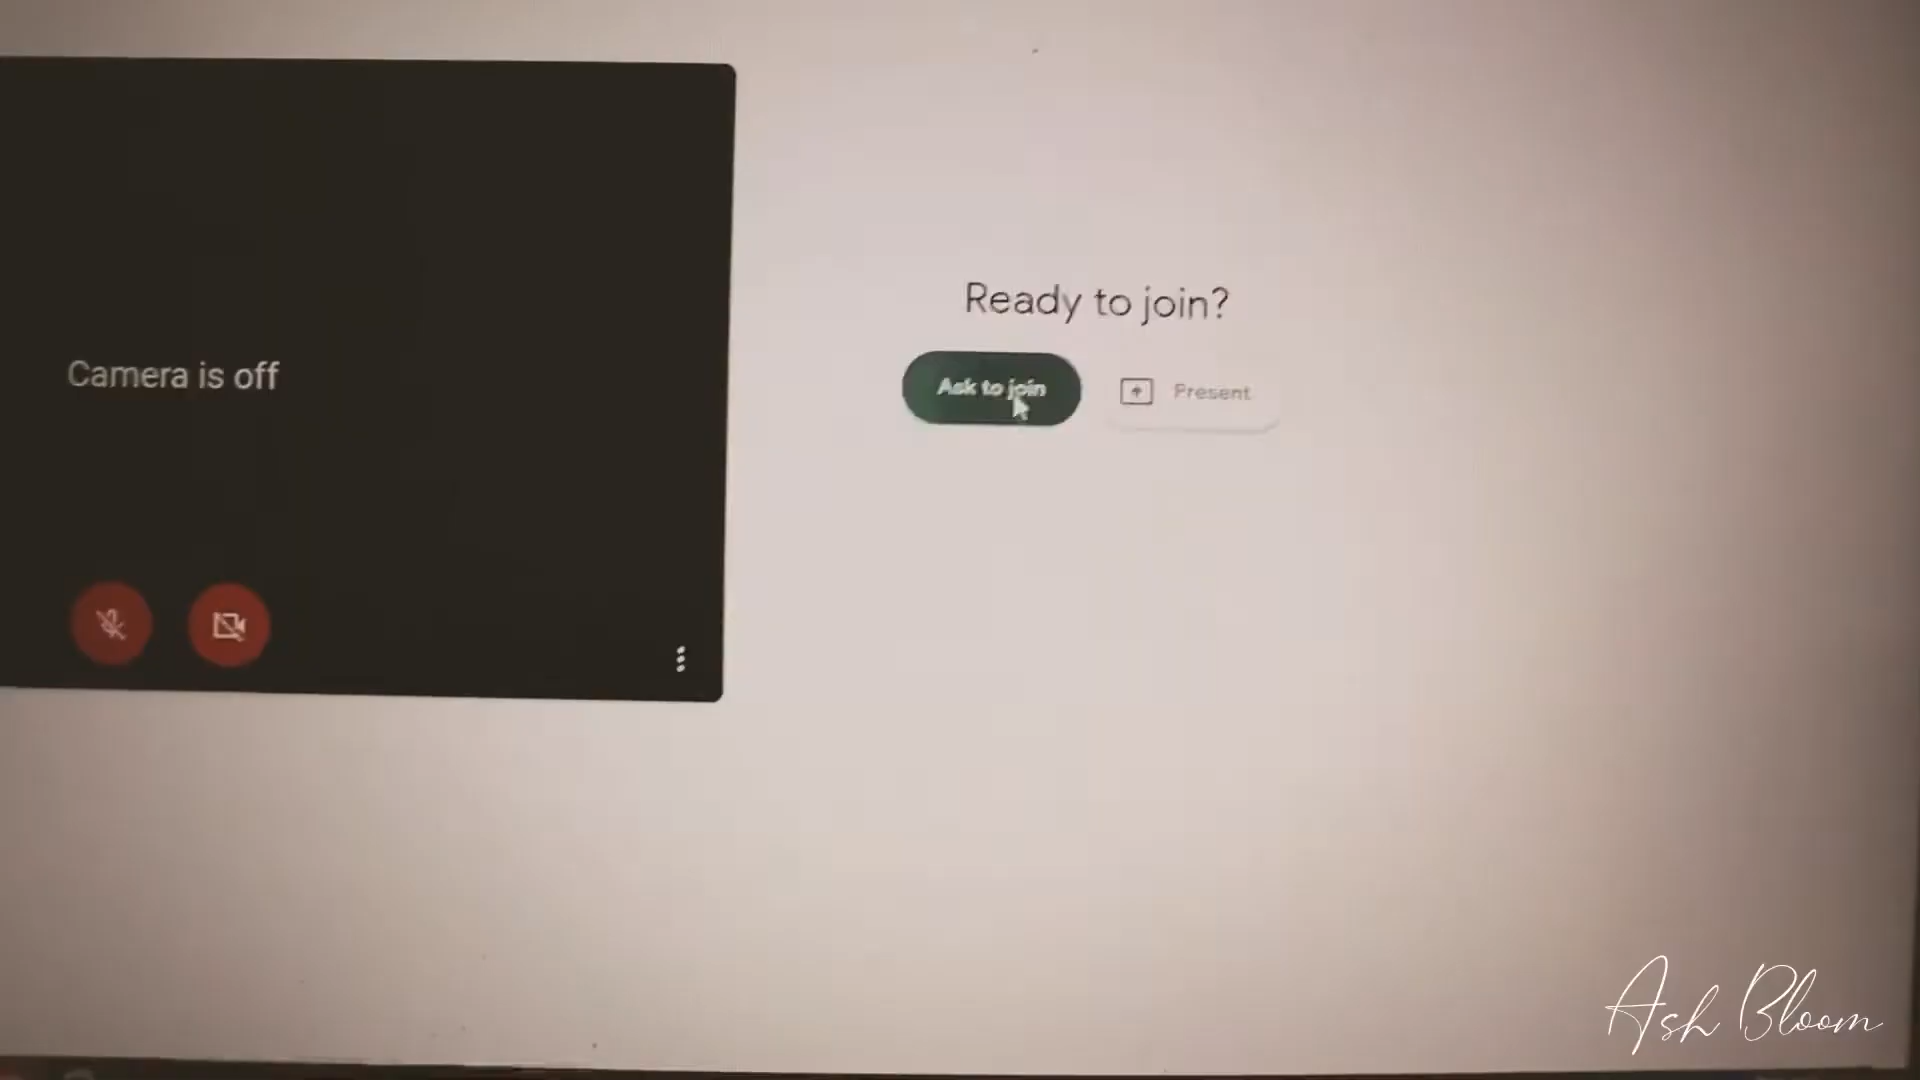 Camera is off
Ready to join?
Ask to join
Present
Ash Bloom